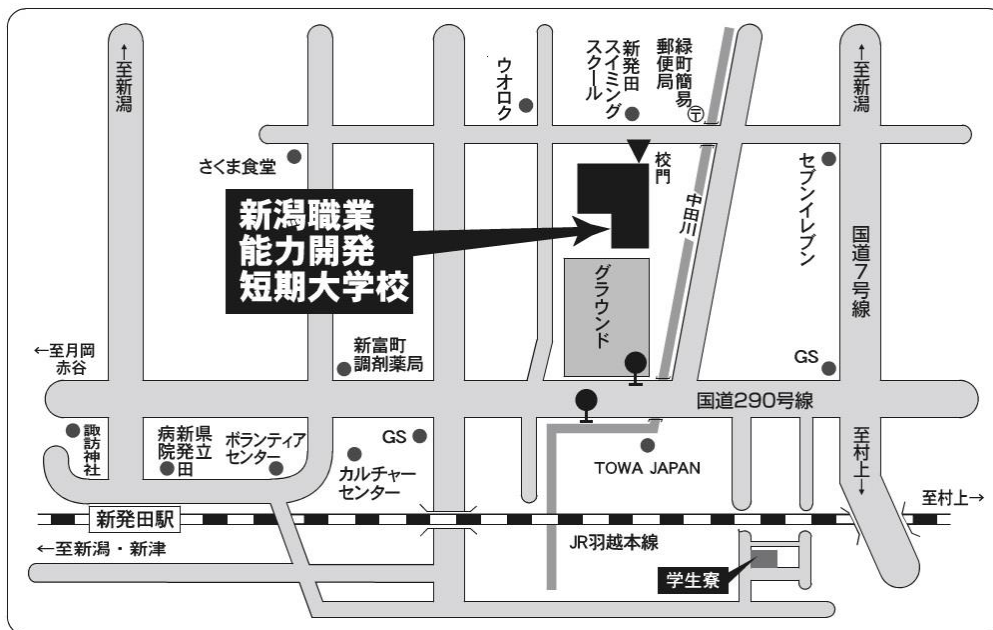 ↑至新潟
ウオロク
新発田
スイミング
スクール
緑町簡易
郵便局
〒
↑至新潟
さくま食堂
校門
セブンイレブン
新潟職業
能力開発
短期大学校
中田川
国道7号線
グラウンド
←至月岡
赤谷
新富町
調剤薬局
GS
国道290号線
諏訪神社
県立
新発田
病院
ボランティア
センター
GS
カルチャー
センター
TOWA JAPAN
至村上→
至村上→
新発田駅
←至新潟・新津
JR羽越本線
学生寮